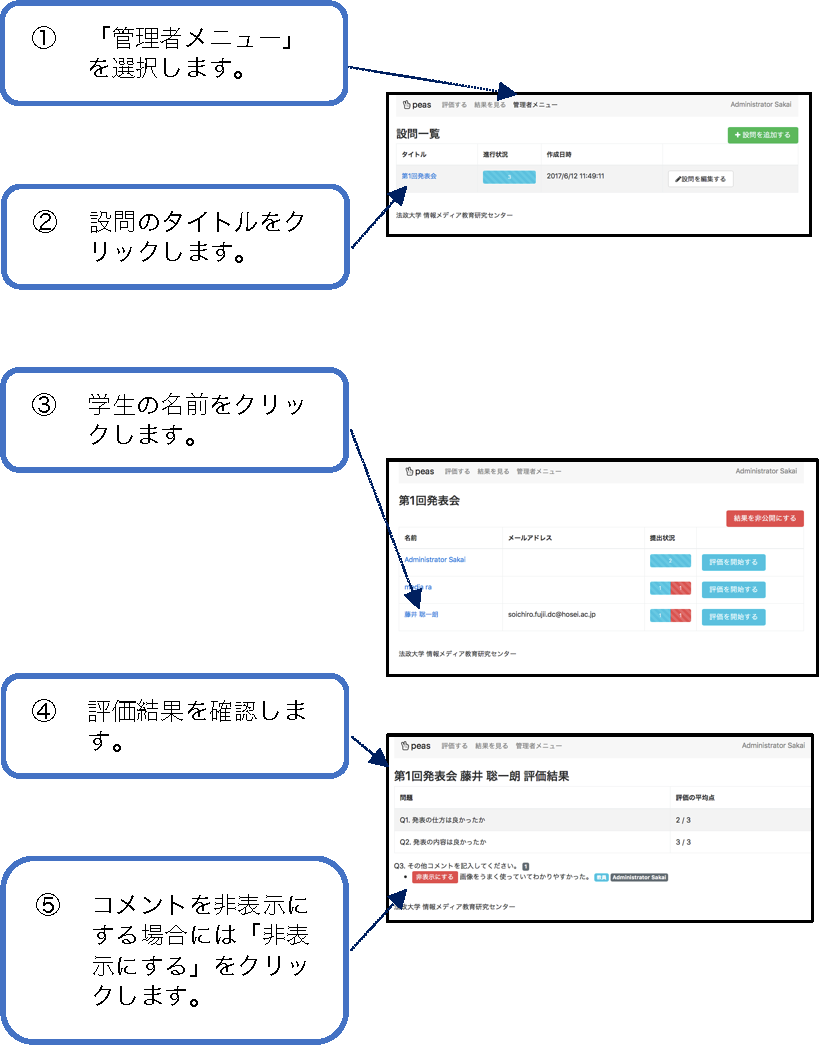 ① 「管理者メニュー」
を選択します。
peas 評価する 結果を見る 管理者メニュー Administrator Sakai
設問一覧
+設問を追加する
タイトル 進行状況 作成日時
第1回発表会 3 2017/6/12 11:49:11 設問を編集する
法政大学 情報メディア教育研究センター
② 設問のタイトルをク
リックします。
③ 学生の名前をクリッ
クします。
peas 評価する 結果を見る 管理者メニュー Administrator Sakai
第1回発表会
結果を非公開にする
名前 メールアドレス 提出状況
Administrator Sakai 3 評価を開始する
1 1 評価を開始する
藤井 聡一朗 soichiro.fujii.dc@hosei.ac.jp 1 1 評価を開始する
法政大学 情報メディア教育研究センター
④ 評価結果を確認しま
す。
peas 評価する 結果を見る 管理者メニュー Administrator Sakai
第1回発表会 藤井 聡一朗 評価結果
問題 評価の平均点
Q1. 発表の仕方は良かったか 2 / 3
Q2. 発表の内容は良かったか 3 / 3
Q3. その他コメントを記入してください。 1
• 非表示にする 画像をうまく使っていてわかりやすかった。 教員 Administrator Sakai
法政大学 情報メディア教育研究センター
⑤ コメントを非表示に
する場合には「非表
示にする」をクリッ
クします。